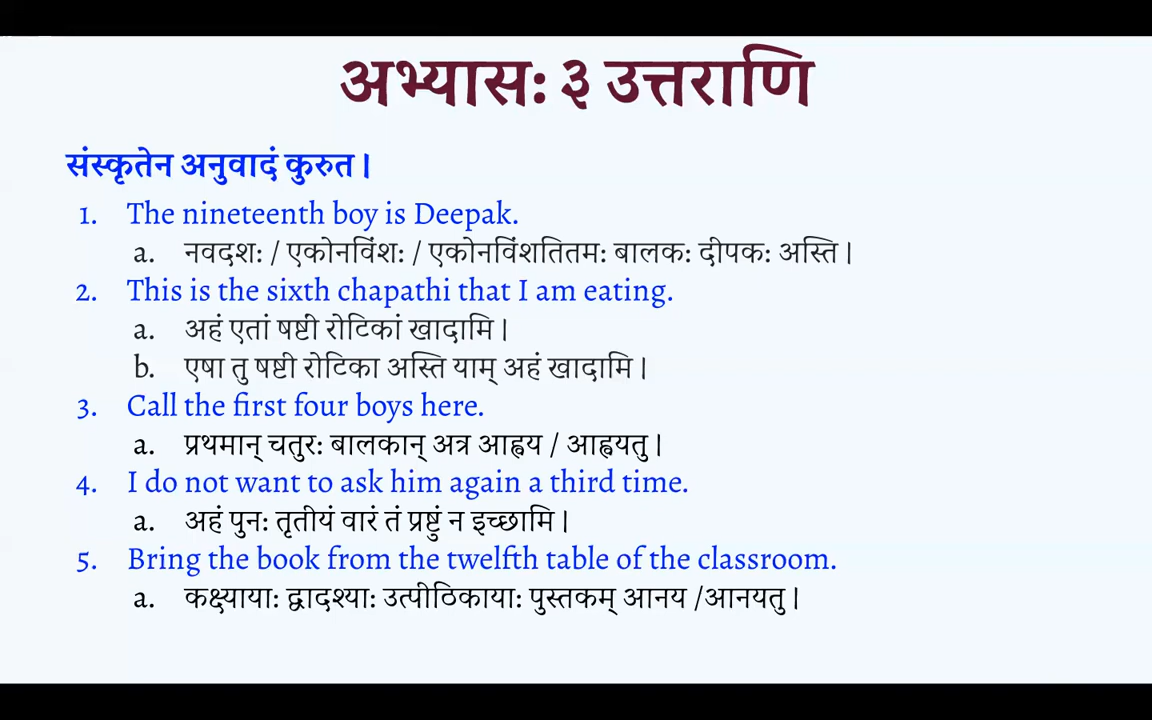 अभ्यासः ३ उत्तराणि
संस्कृतेन अनुवादं कुरुत।
1. The nineteenth boy is Deepak.
a. नवदशः / एकोनविंशः / एकोनविंशतितमः बालकः दीपकः अस्ति।
2. This is the sixth chapathi that I am eating.
a. अहं एतां षष्टीं रोटिकां खादामि।
b. एषा तु षष्टी रोटिका अस्ति याम् अहं खादामि।
3. Call the first four boys here.
a. प्रथमान् चतुरः बालकान् अत्र आह्वय / आह्वयतु।
4. I do not want to ask him again a third time.
a. अहं पुनः तृतीयं वारं तं प्रष्टुं न इच्छामि।
5. Bring the book from the twelfth table of the classroom.
a. कक्ष्यायाः द्वादश्याः उत्पीठिकायाः पुस्तकम् आनय /आनयतु।